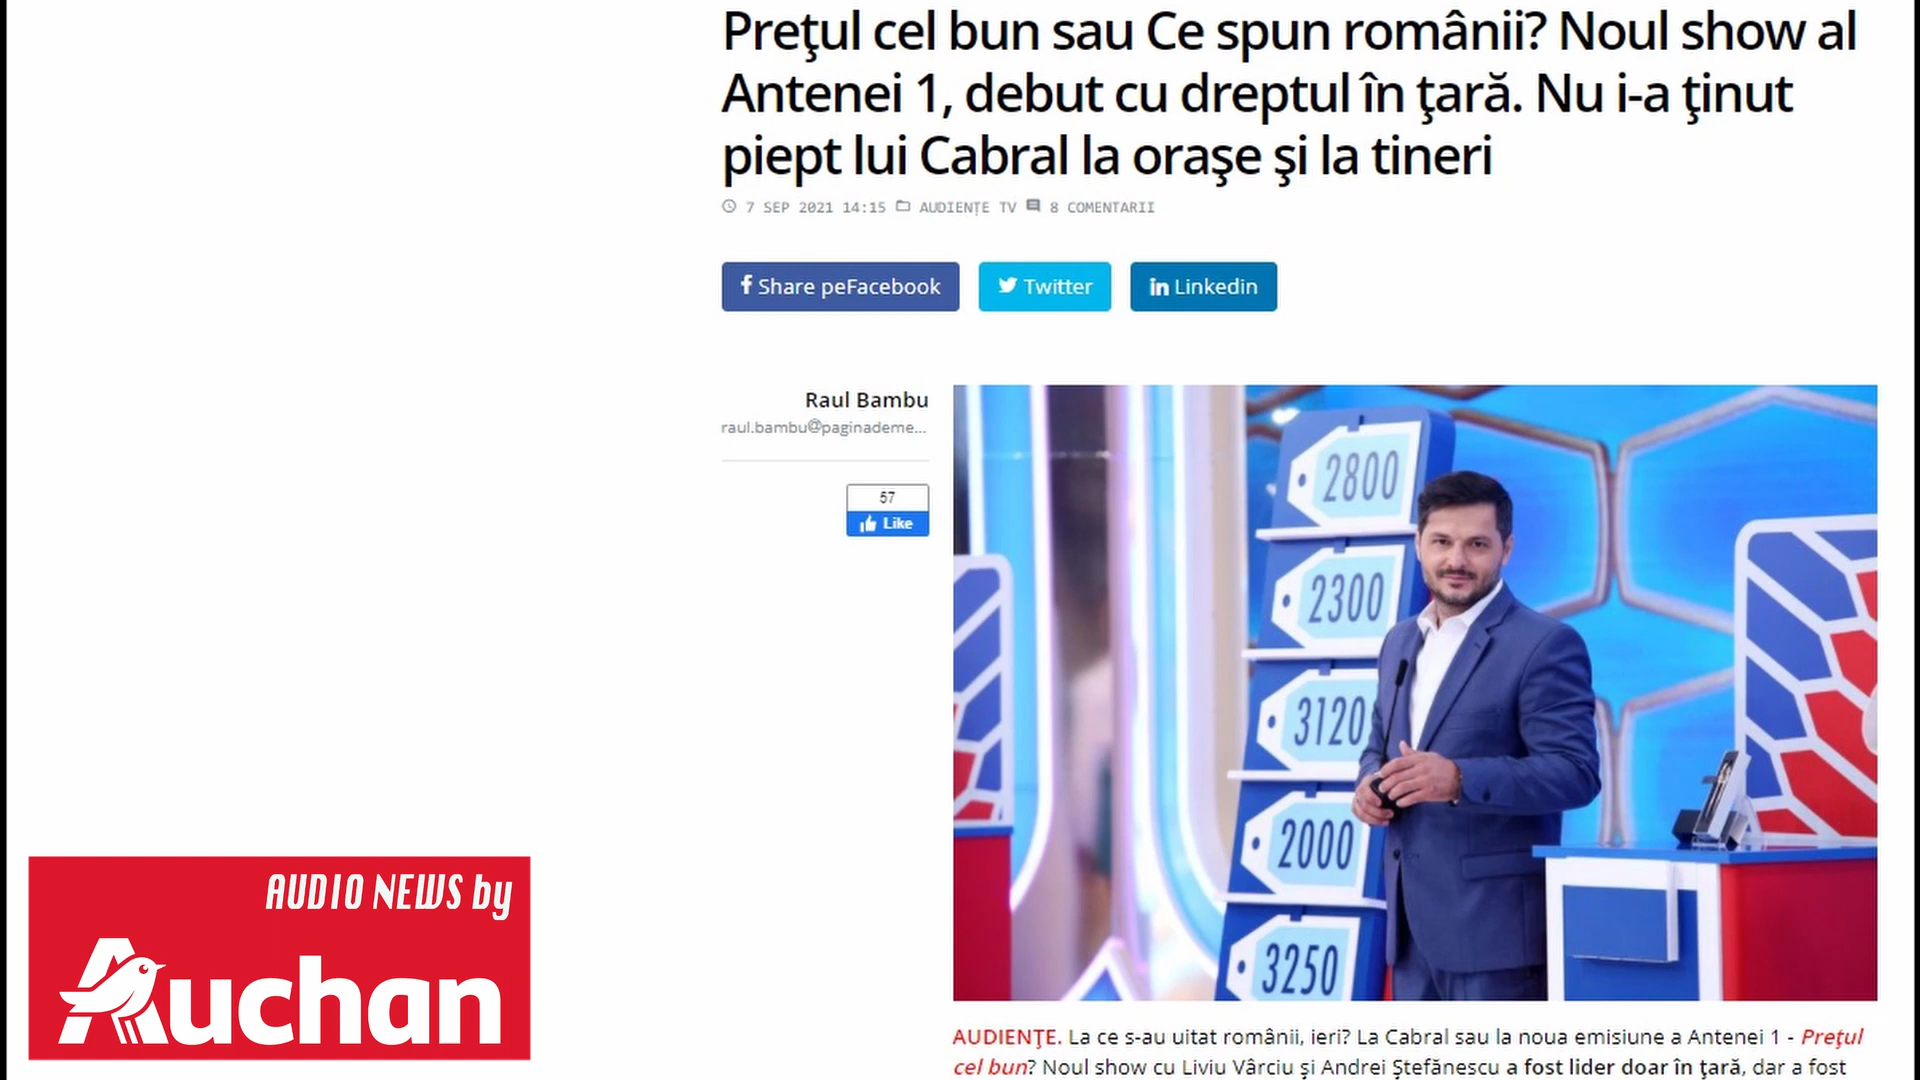 Preţul cel bun sau Ce spun românii? Noul show al
Antenei 1, debut cu dreptul în ţară. Nu i-a ţinut
piept lui Cabral la oraşe şi la tineri
7 SEP 2021 14:15 AUDIENȚE TV 8 COMENTARII
Share peFacebook Twitter Linkedin
Raul Bambu
raul.bambu@paginademe...
57
Like
2800
2300
3120
2000
3250
AUDIO NEWS by
Auchan
AUDIENŢE. La ce s-au uitat românii, ieri? La Cabral sau la noua emisiune a Antenei 1 - Preţul
cel bun? Noul show cu Liviu Vârciu şi Andrei Ştefănescu a fost lider doar în ţară, dar a fost